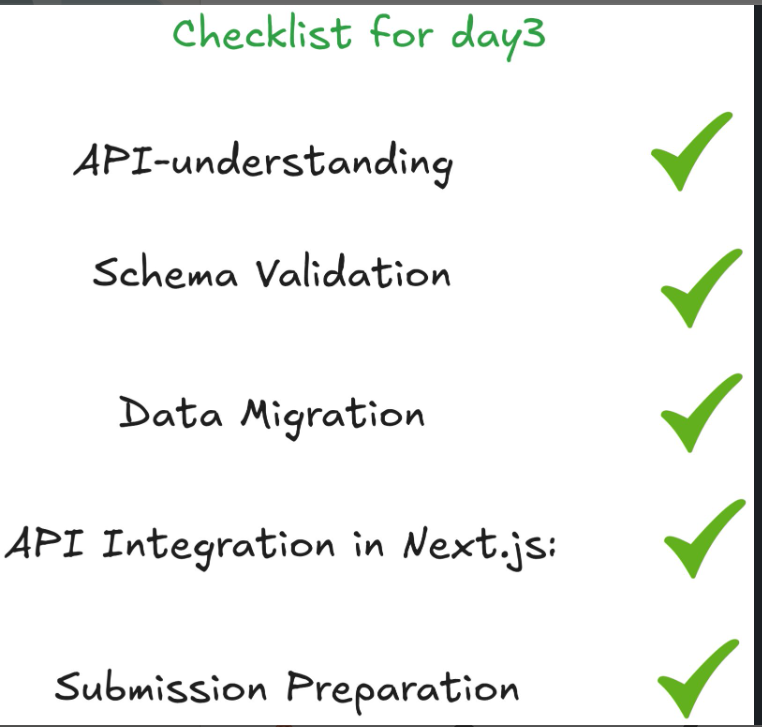 Checklist for day3
API-understanding
Schema Validation
Data Migration
API Integration in Next.js:
Submission Preparation